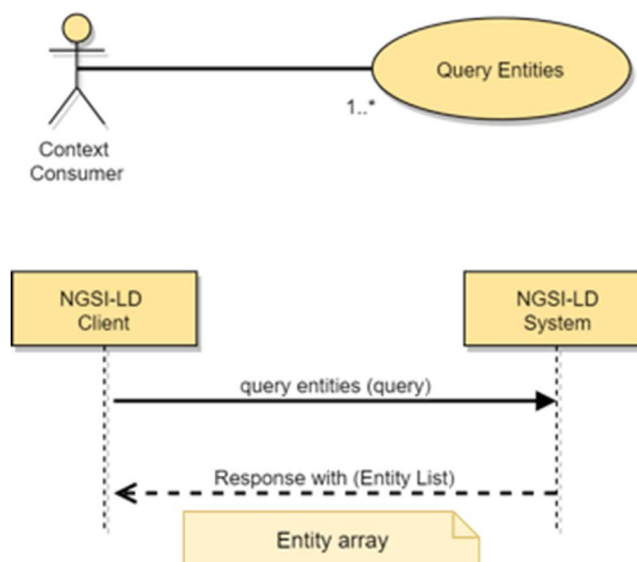 Query Entities
1..*
Context
Consumer
NGSI-LD
Client
NGSI-LD
System
query entities (query)
Response with (Entity List)
Entity array